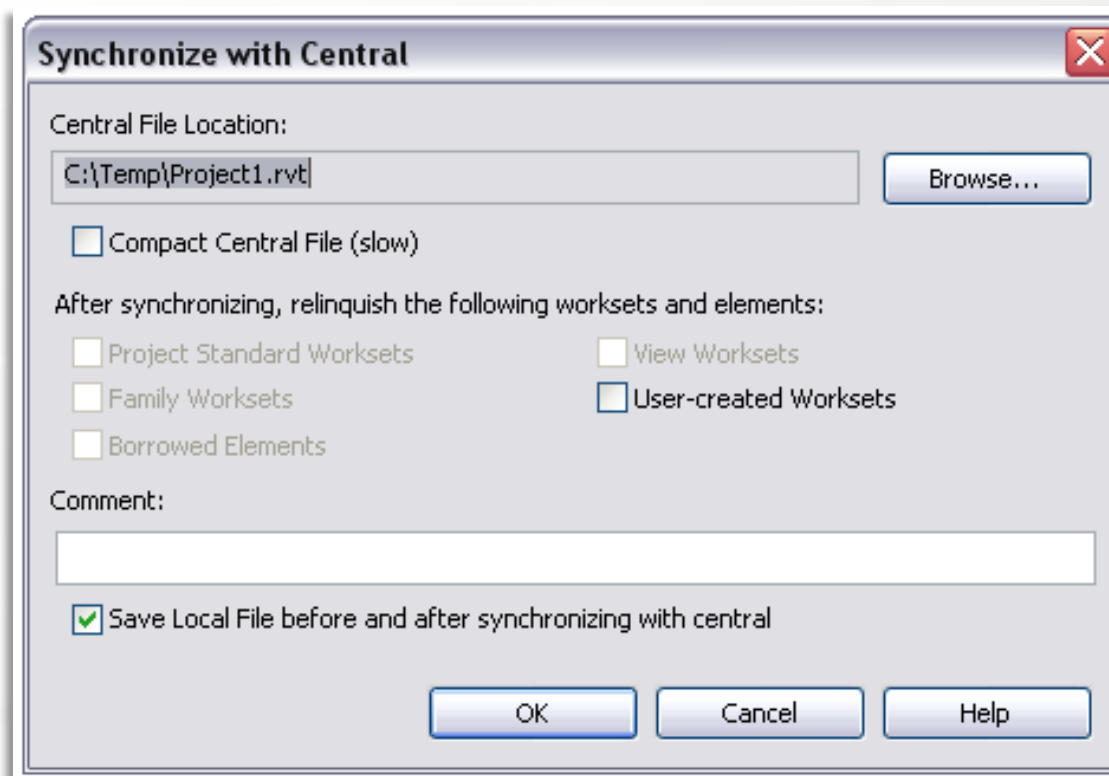 Synchronize with Central
Central File Location:
C:\Temp\Project1.rvt
Browse...
Compact Central File (slow)
After synchronizing, relinquish the following worksets and elements:
Project Standard Worksets
View Worksets
Family Worksets
User-created Worksets
Borrowed Elements
Comment:
Save Local File before and after synchronizing with central
OK
Cancel
Help